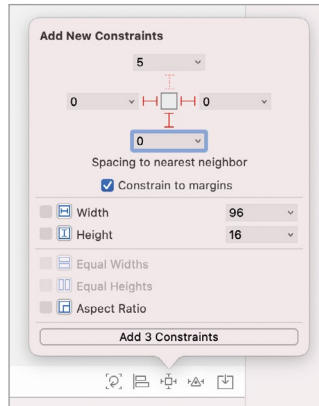 Add New Constraints
5
0 0
0
Spacing to nearest neighbor
Constrain to margins
Width 96
Height 16
Equal Widths
Equal Heights
Aspect Ratio
Add 3 Constraints